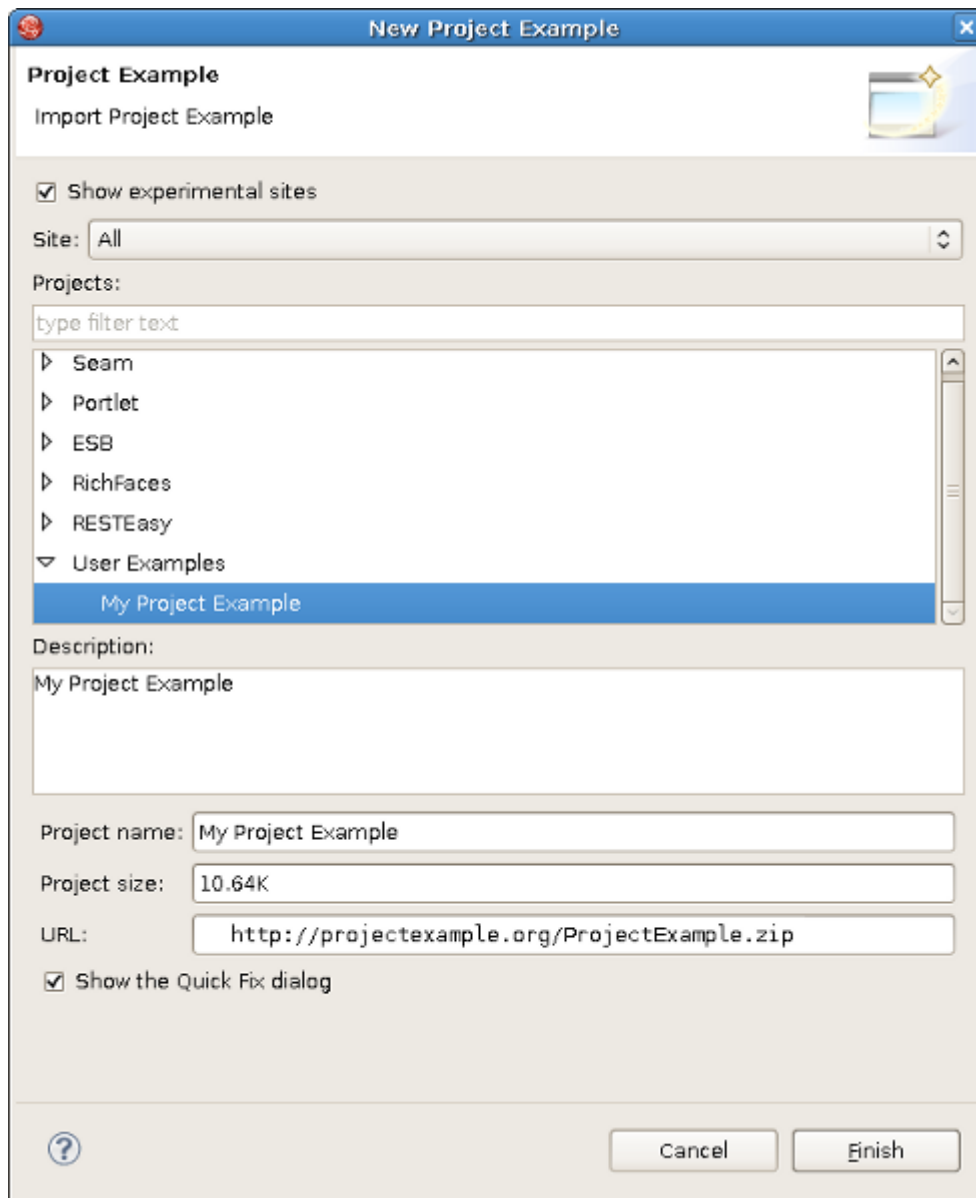 New Project Example
Project Example
Import Project Example
Show experimental sites
Site: All
Projects:
type filter text
Seam
Portlet
ESB
RichFaces
RESTEasy
User Examples
My Project Example
Description:
My Project Example
Project name: My Project Example
Project size: 10.64K
URL: http://projectexample.org/ProjectExample.zip
Show the Quick Fix dialog
? Cancel Finish